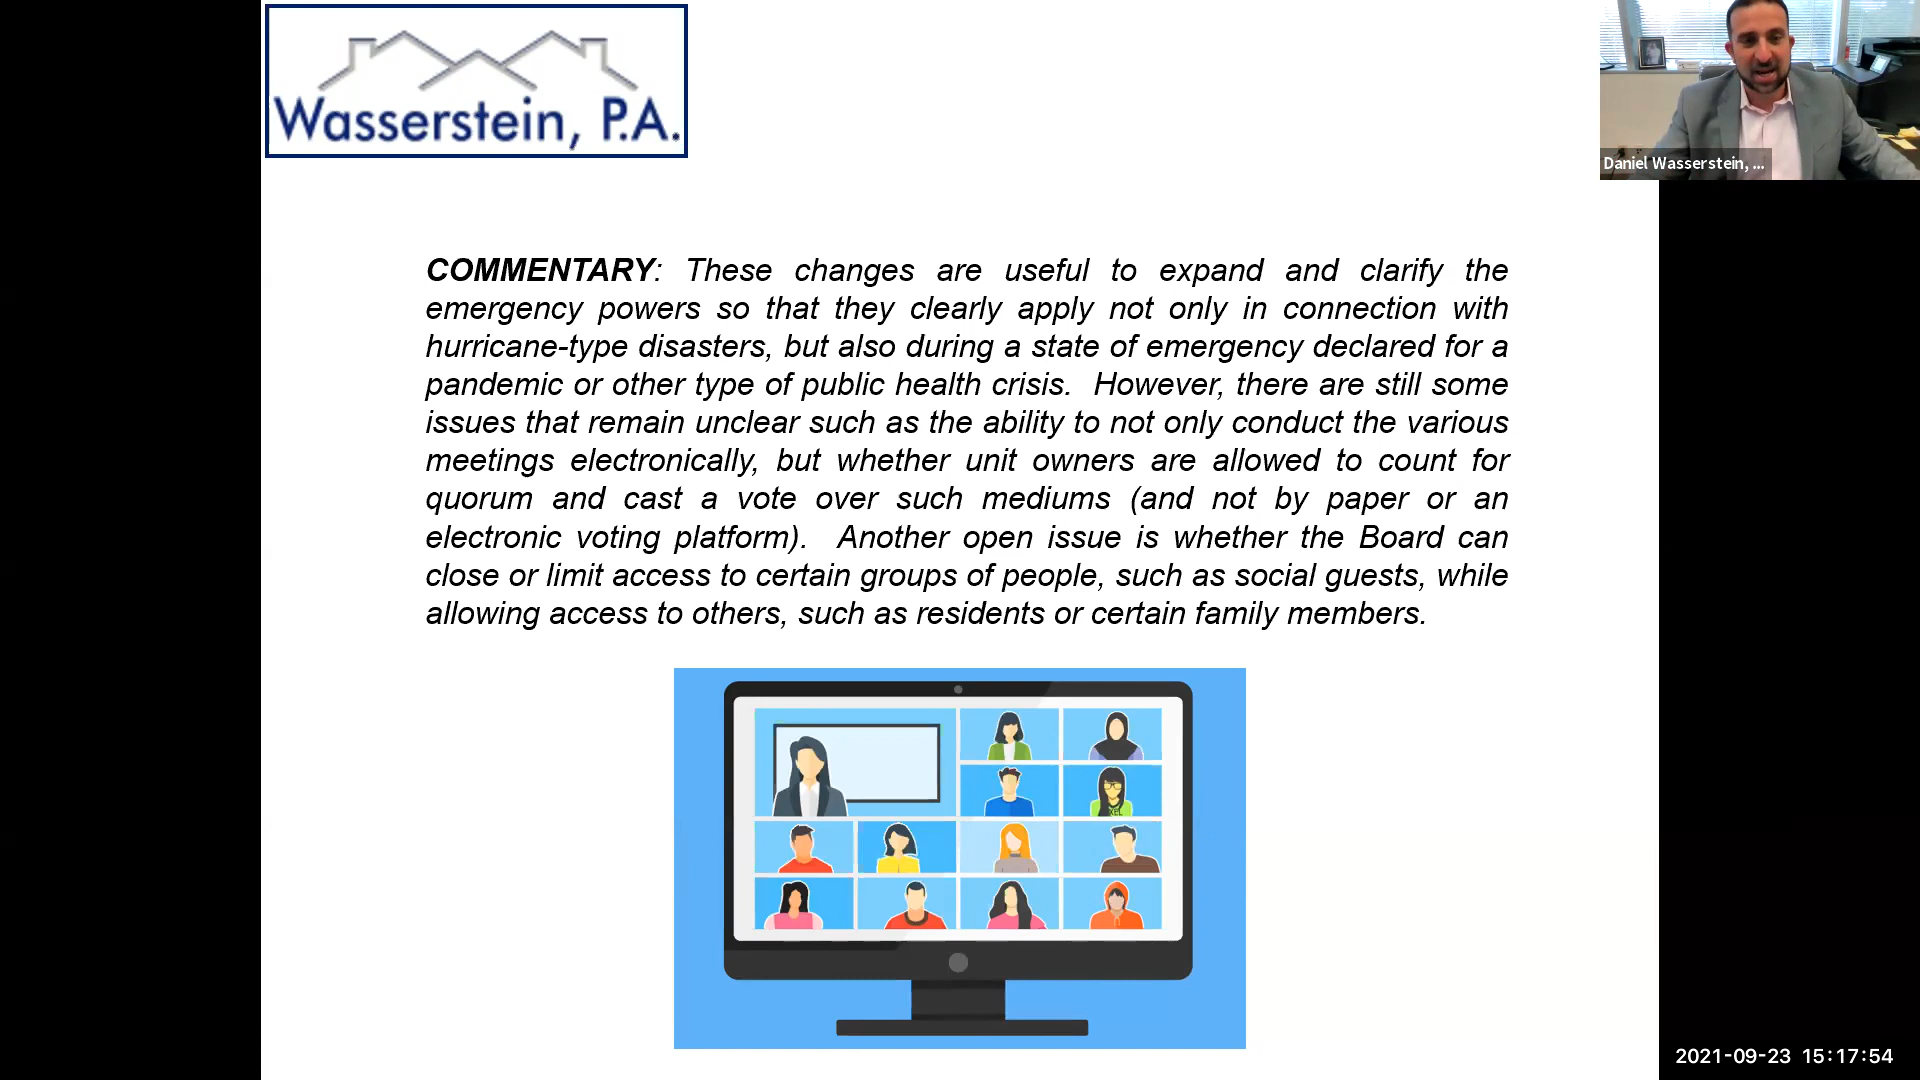 Wasserstein, P.A.
Daniel Wasserstein, ...
COMMENTARY: These changes are useful to expand and clarify the
emergency powers so that they clearly apply not only in connection with
hurricane-type disasters, but also during a state of emergency declared for a
pandemic or other type of public health crisis. However, there are still some
issues that remain unclear such as the ability to not only conduct the various
meetings electronically, but whether unit owners are allowed to count for
quorum and cast a vote over such mediums (and not by paper or an
electronic voting platform). Another open issue is whether the Board can
close or limit access to certain groups of people, such as social guests, while
allowing access to others, such as residents or certain family members.
2021-09-23 15:17:54